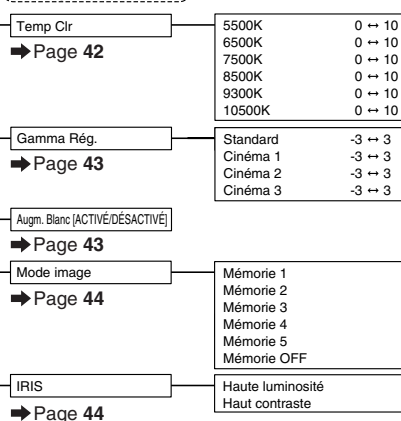 Temp Clr
➡Page 42
5500K 0 ↔ 10
6500K 0 ↔ 10
7500K 0 ↔ 10
8500K 0 ↔ 10
9300K 0 ↔ 10
10500K 0 ↔ 10
Gamma Rég.
➡Page 43
Standard -3 ↔ 3
Cinéma 1 -3 ↔ 3
Cinéma 2 -3 ↔ 3
Cinéma 3 -3 ↔ 3
Augm. Blanc [ACTIVÉ/DÉSACTIVÉ]
➡Page 43
Mode image
➡Page 44
Mémorie 1
Mémorie 2
Mémorie 3
Mémorie 4
Mémorie 5
Mémorie OFF
IRIS
➡Page 44
Haute luminosité
Haut contraste